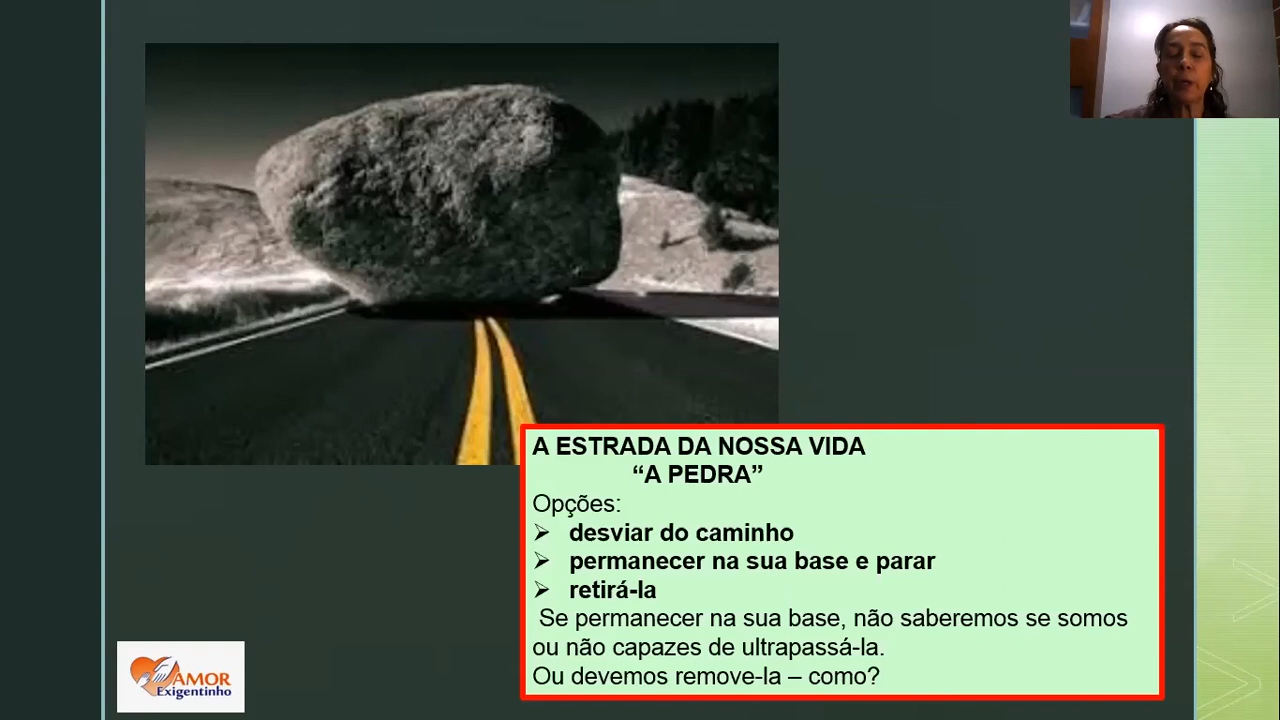 A ESTRADA DA NOSSA VIDA
“A PEDRA”
Opções:
➢ desviar do caminho
➢ permanecer na sua base e parar
➢ retirá-la
Se permanecer na sua base, não saberemos se somos
ou não capazes de ultrapassá-la.
Ou devemos remove-la – como?
AMOR
Exigentinho